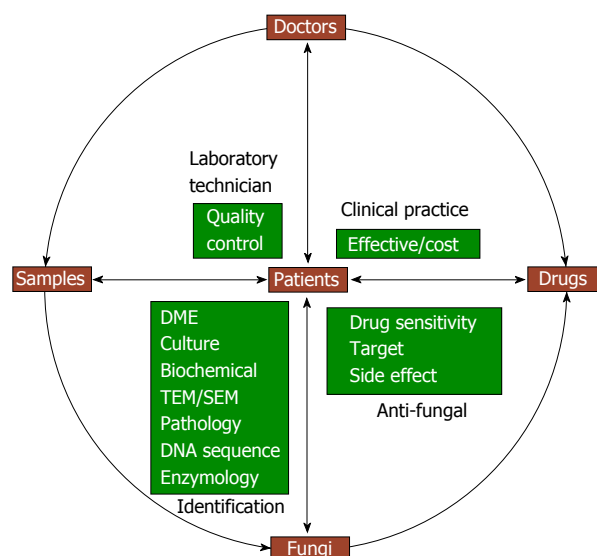 Doctors
Laboratory
technician
Quality
control
Clinical practice
Effective/cost
Samples
Patients
Drugs
DME
Culture
Biochemical
TEM/SEM
Pathology
DNA sequence
Enzymology
Identification
Drug sensitivity
Target
Side effect
Anti-fungal
Fungi